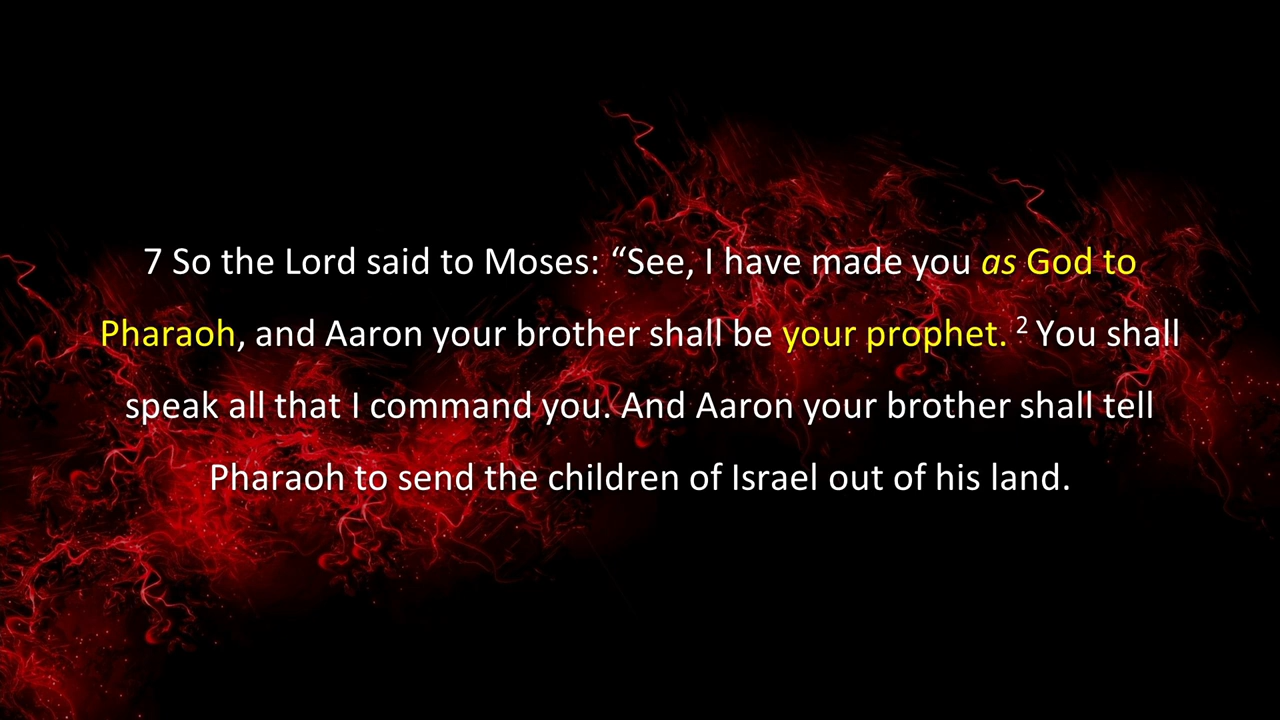 7 So the Lord said to Moses: “See, I have made you as God to
Pharaoh, and Aaron your brother shall be your prophet. 2 You shall
speak all that I command you. And Aaron your brother shall tell
Pharaoh to send the children of Israel out of his land.